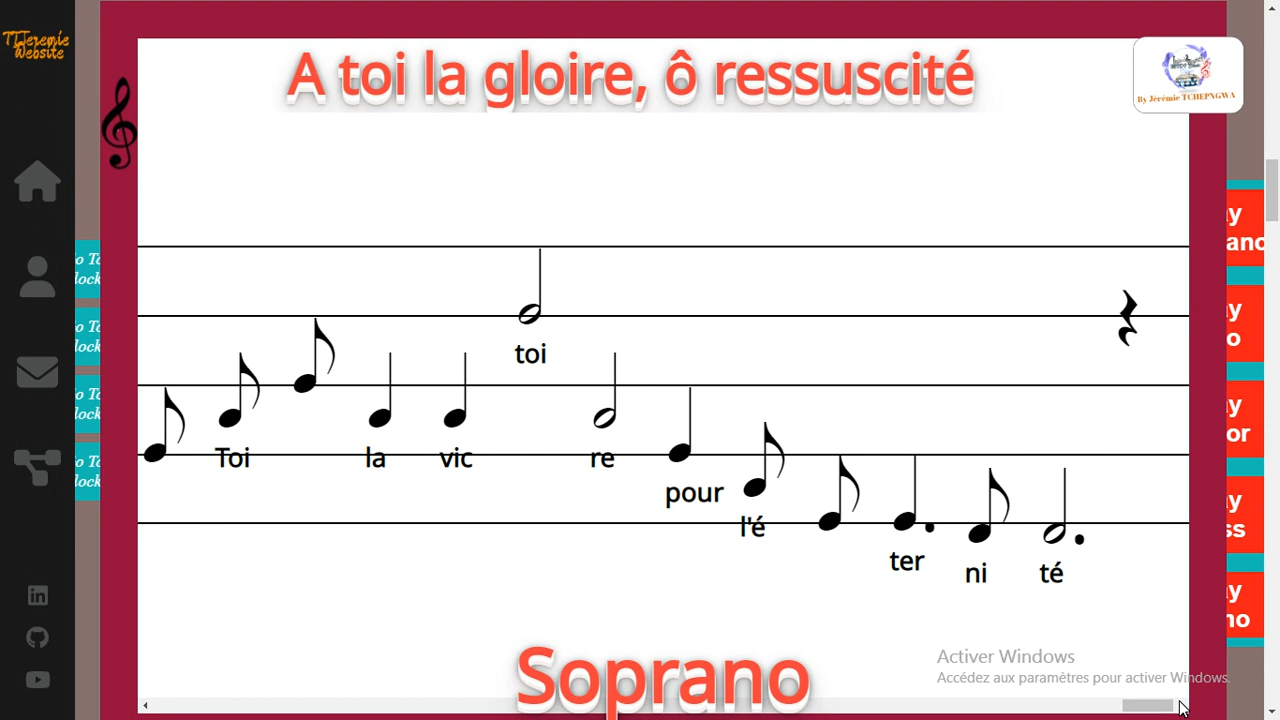 TTJeremie
Website
A toi la gloire, ô ressuscité
By Jérémie TCHEPNGWA
toi
Toi la vic re
pour
l'é
ter
ni té
Soprano
Activer Windows
Accédez aux paramètres pour activer Windows.